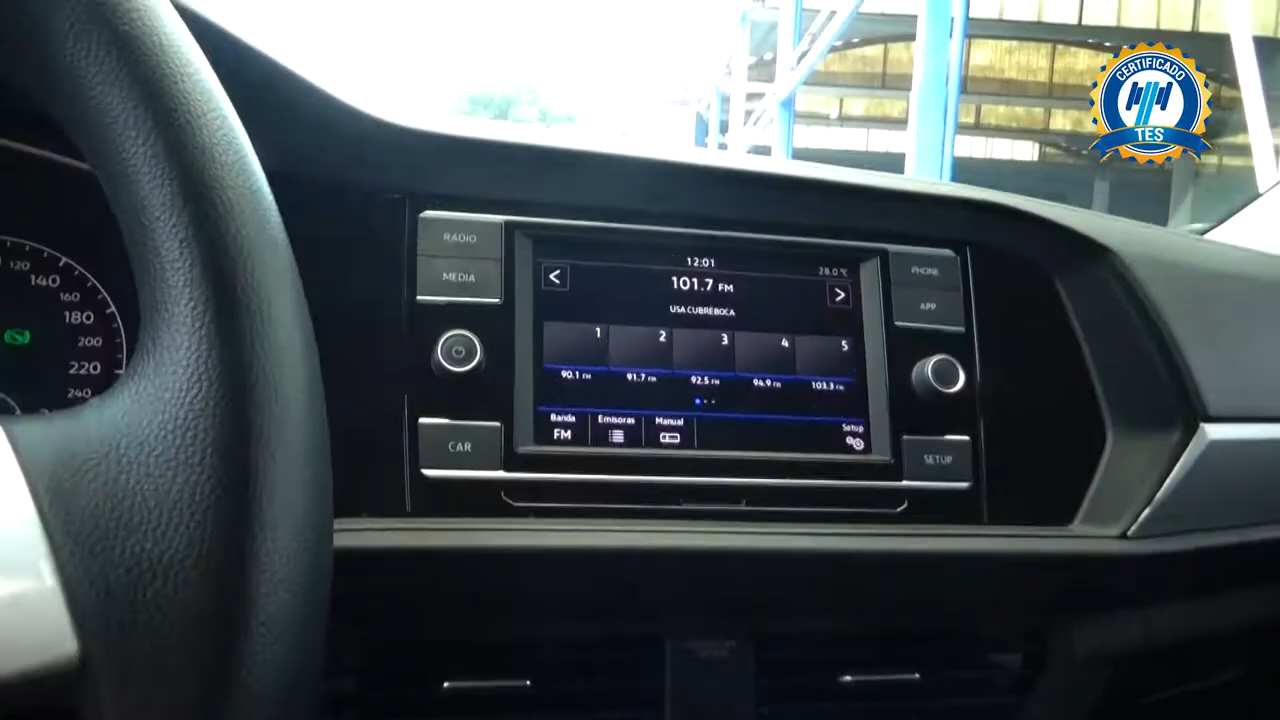 CERTIFICADO
TES
RADIO
MEDIA
CAR
PHONE
APP
SETUP
12:01
28.0 °C
<
101.7 FM
>
USA CUBREBOCA
1 2 3 4 5
90.1 FM 91.7 FM 92.5 FM 94.9 FM 103.3 FM
Banda Emisoras Manual Setup
FM
120
140
160
180
200
220
240